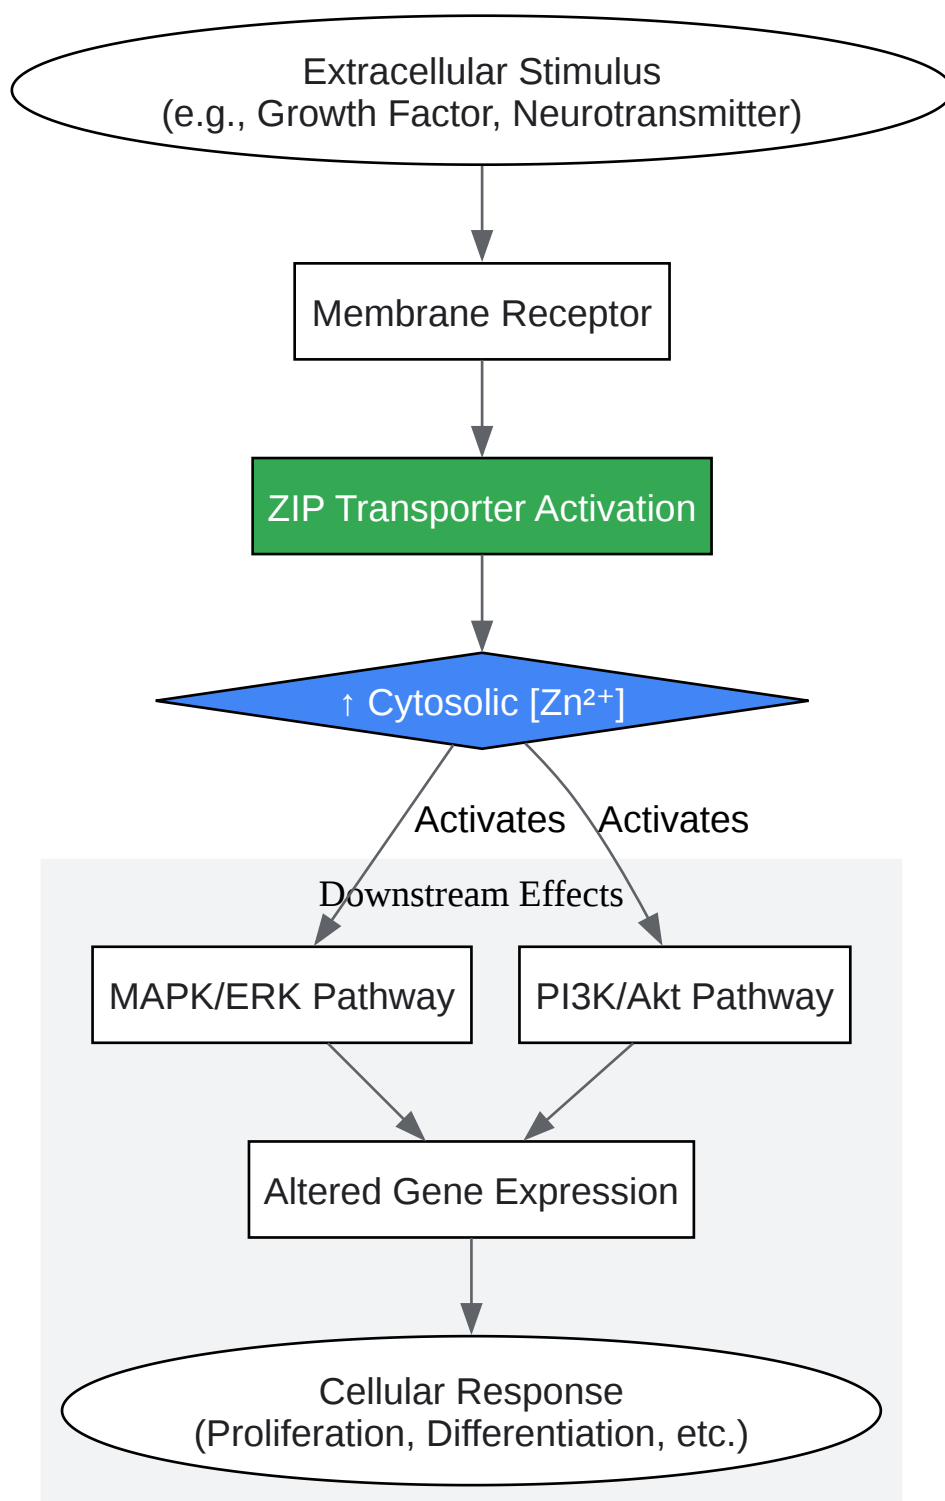 Extracellular Stimulus
(e.g., Growth Factor, Neurotransmitter)
Membrane Receptor
ZIP Transporter Activation
↑ Cytosolic [Zn²⁺]
Activates
Activates
Downstream Effects
MAPK/ERK Pathway
PI3K/Akt Pathway
Altered Gene Expression
Cellular Response
(Proliferation, Differentiation, etc.)